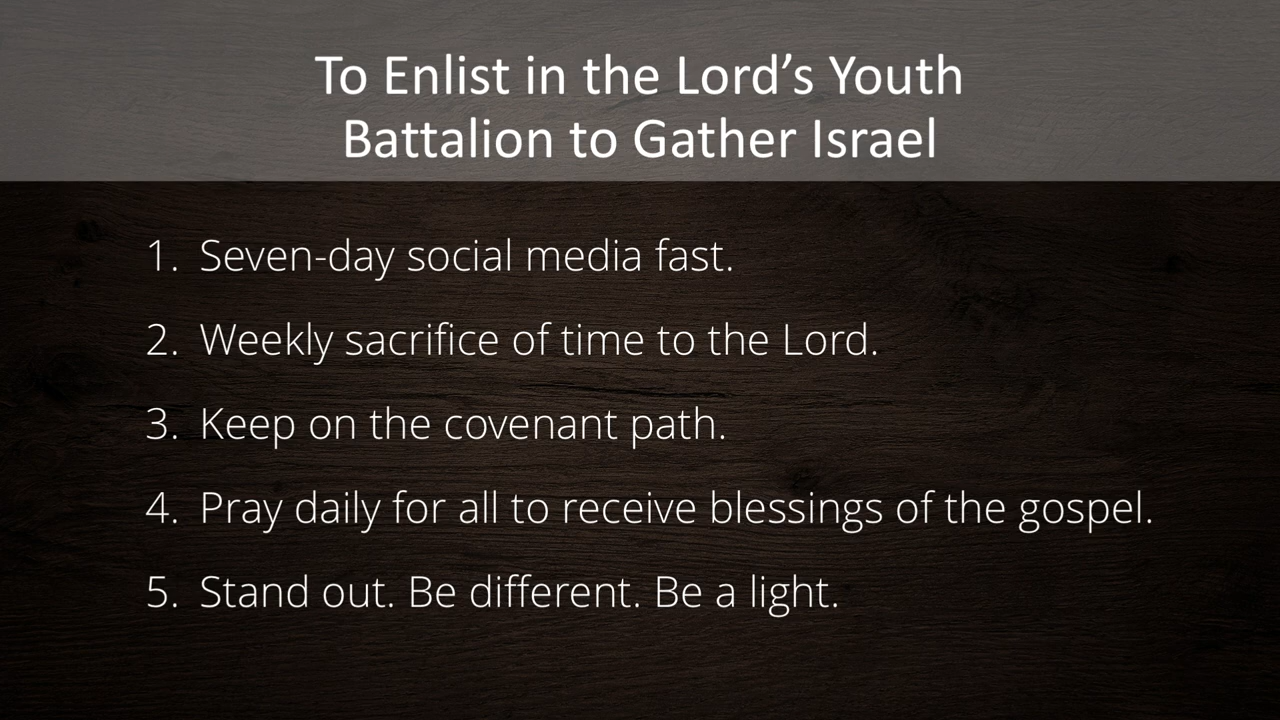 To Enlist in the Lord’s Youth
Battalion to Gather Israel
1. Seven-day social media fast.
2. Weekly sacrifice of time to the Lord.
3. Keep on the covenant path.
4. Pray daily for all to receive blessings of the gospel.
5. Stand out. Be different. Be a light.